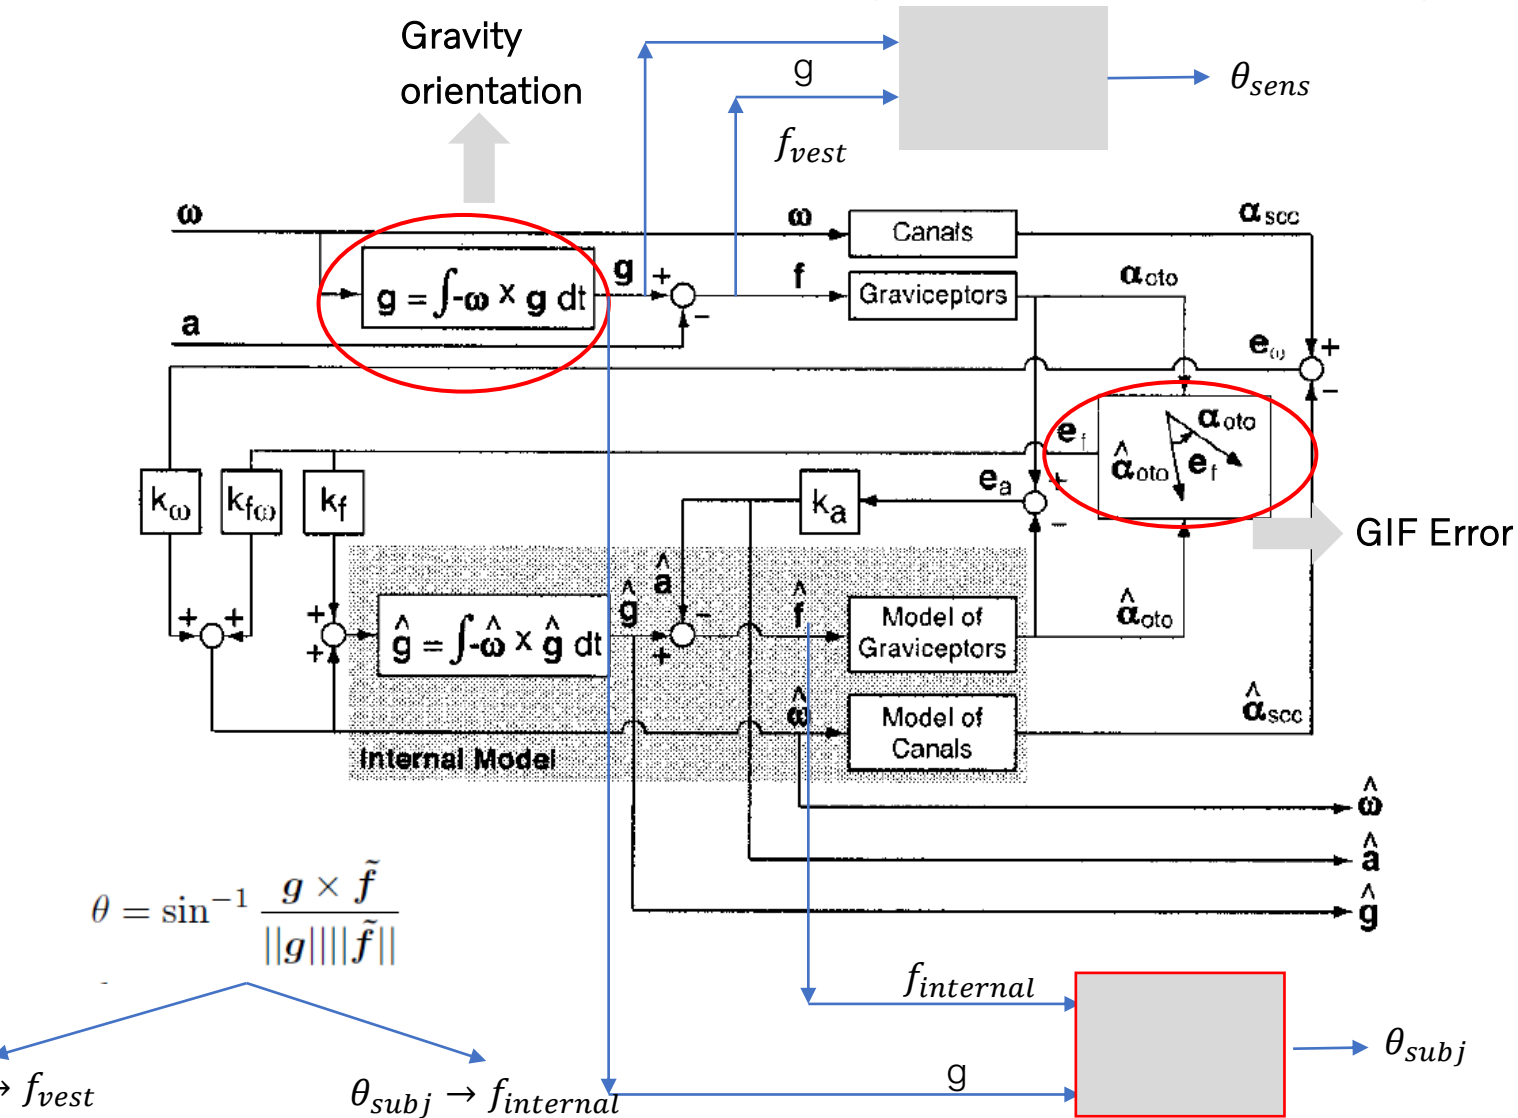 Gravity
orientation
g
θ_sens
f_vest
ω
ω
Canals
α_scc
g = ∫-ω × g dt
g
+
−
f
Graviceptors
α_oto
a
e_ω
+
−
e_f
α_oto
α̂_oto
e_f
GIF Error
k_ω
k_fω
k_f
k_a
e_a
+
−
+
+
+
+
ĝ = ∫-ω̂ × ĝ dt
ĝ
â
−
+
f̂
Model of
Graviceptors
α̂_oto
ω̂
Model of
Canals
α̂_scc
Internal Model
ω̂
â
ĝ
θ = sin⁻¹ (g × f̃) / (||g||||f̃||)
f_internal
θ_subj
g
→ f_vest
θ_subj → f_internal